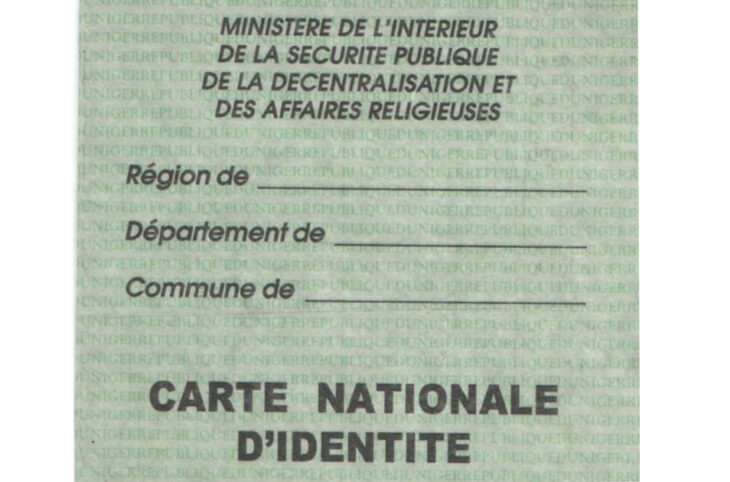 MINISTERE DE L'INTERIEUR
DE LA SECURITE PUBLIQUE
DE LA DECENTRALISATION ET
DES AFFAIRES RELIGIEUSES
Région de
Département de
Commune de
CARTE NATIONALE
D'IDENTITE